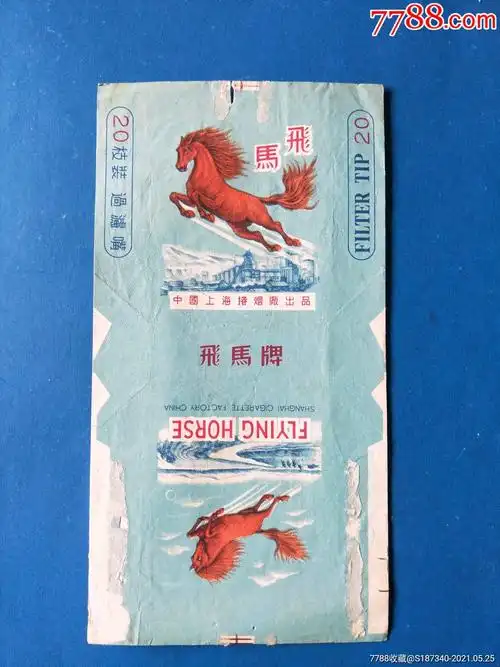 7788.com
20枝裝 過濾嘴
飛馬
FILTER TIP 20
中國上海捲煙廠出品
飛馬牌
SHANGHAI CIGARETTE FACTORY CHINA
FLYING HORSE
7788收藏@S187340-2021.05.25